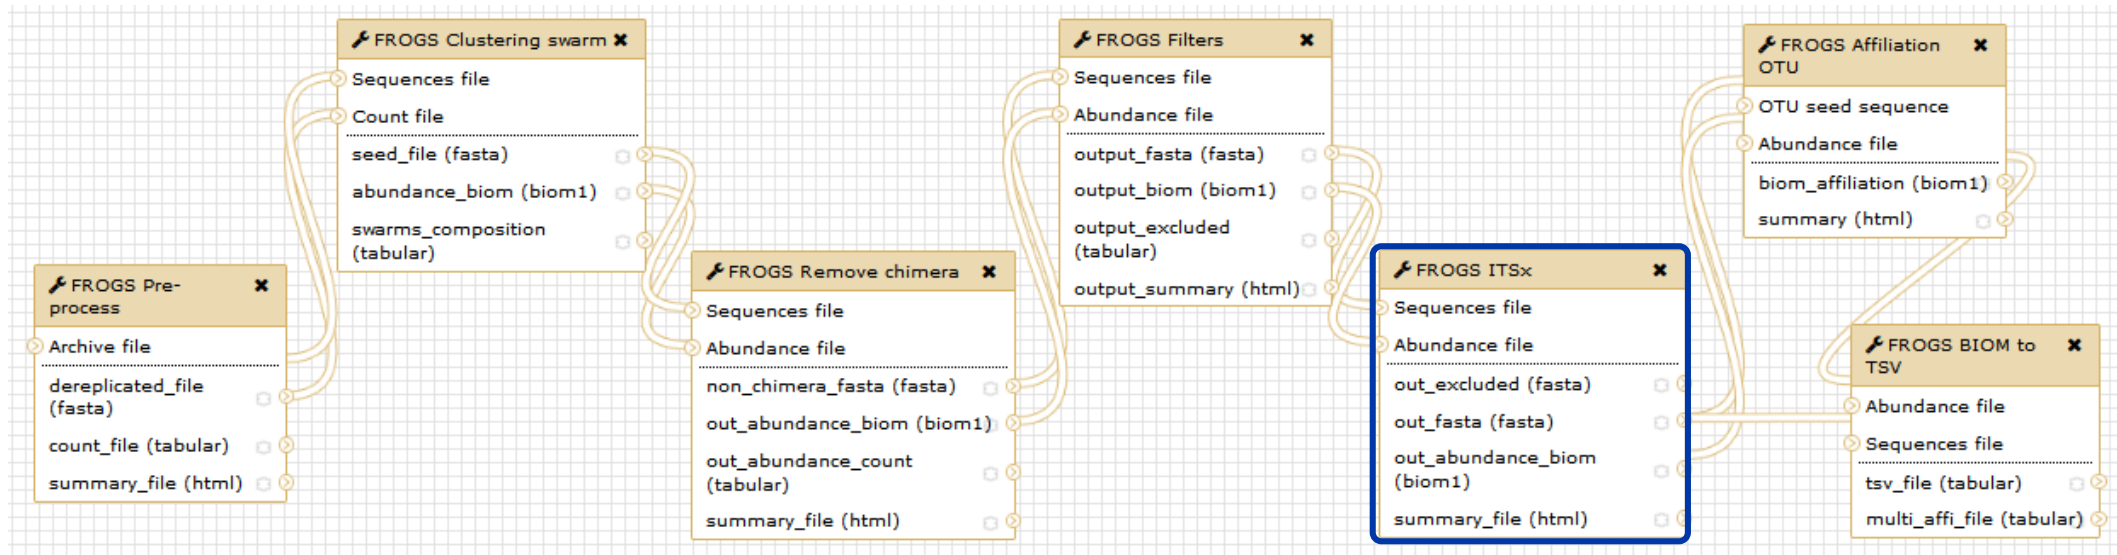 FROGS Pre-
process
Archive file
dereplicated_file
(fasta)
count_file (tabular)
summary_file (html)
FROGS Clustering swarm
Sequences file
Count file
seed_file (fasta)
abundance_biom (biom1)
swarms_composition
(tabular)
FROGS Remove chimera
Sequences file
Abundance file
non_chimera_fasta (fasta)
out_abundance_biom (biom1)
out_abundance_count
(tabular)
summary_file (html)
FROGS Filters
Sequences file
Abundance file
output_fasta (fasta)
output_biom (biom1)
output_excluded
(tabular)
output_summary (html)
FROGS ITSx
Sequences file
Abundance file
out_excluded (fasta)
out_fasta (fasta)
out_abundance_biom
(biom1)
summary_file (html)
FROGS Affiliation
OTU
OTU seed sequence
Abundance file
biom_affiliation (biom1)
summary (html)
FROGS BIOM to
TSV
Abundance file
Sequences file
tsv_file (tabular)
multi_affi_file (tabular)